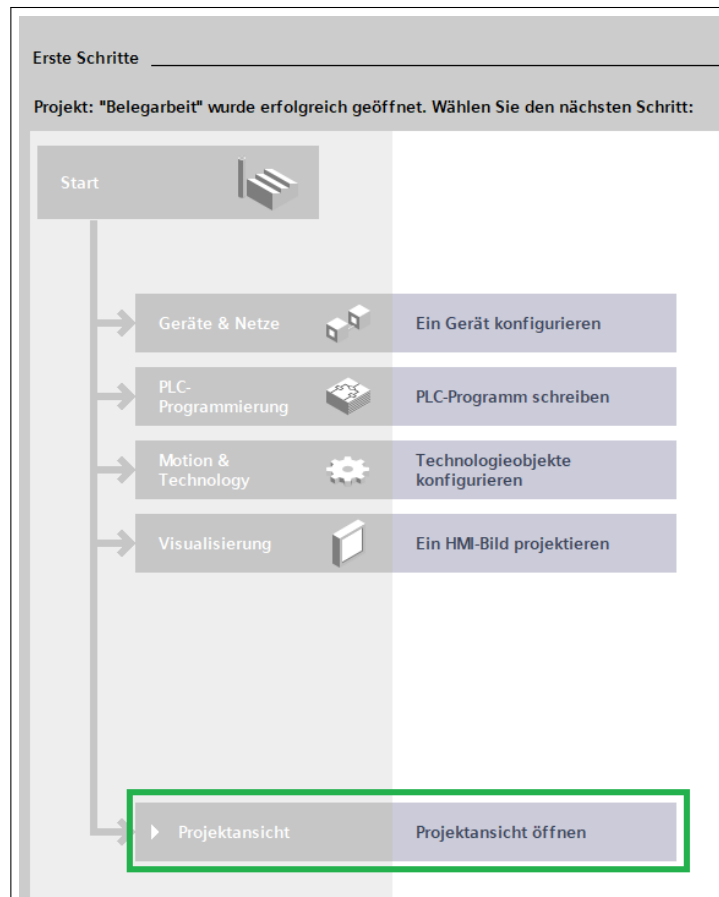 Erste Schritte
Projekt: "Belegarbeit" wurde erfolgreich geöffnet. Wählen Sie den nächsten Schritt:
Start
Geräte & Netze
Ein Gerät konfigurieren
PLC-
Programmierung
PLC-Programm schreiben
Motion &
Technology
Technologieobjekte
konfigurieren
Visualisierung
Ein HMI-Bild projektieren
Projektansicht
Projektansicht öffnen